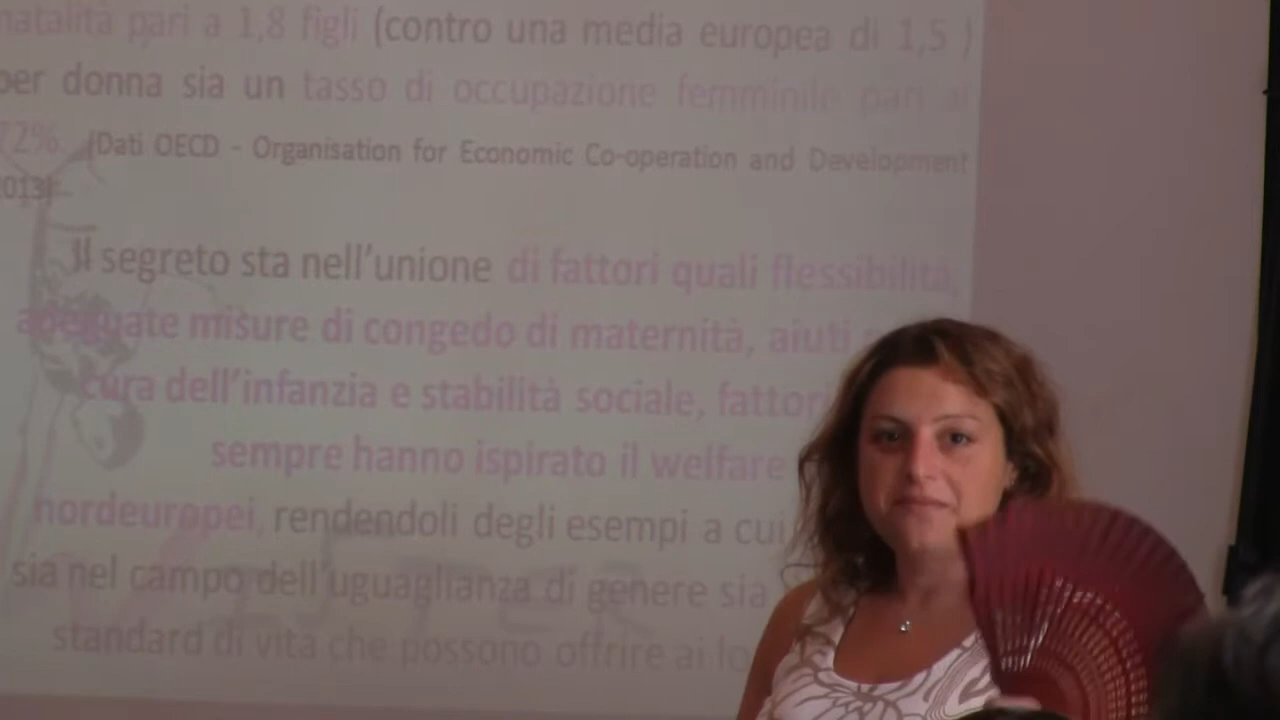 natalità pari a 1,8 figli (contro una media europea di 1,5 )
per donna sia un tasso di occupazione femminile pari al
72% (Dati OECD - Organisation for Economic Co-operation and Development
2013)
Il segreto sta nell'unione di fattori quali flessibilità,
adeguate misure di congedo di maternità, aiuti
cura dell'infanzia e stabilità sociale, fattori
sempre hanno ispirato il welfare
nordeuropei, rendendoli degli esempi a cui
sia nel campo dell'uguaglianza di genere sia
standard di vita che possono offrire ai